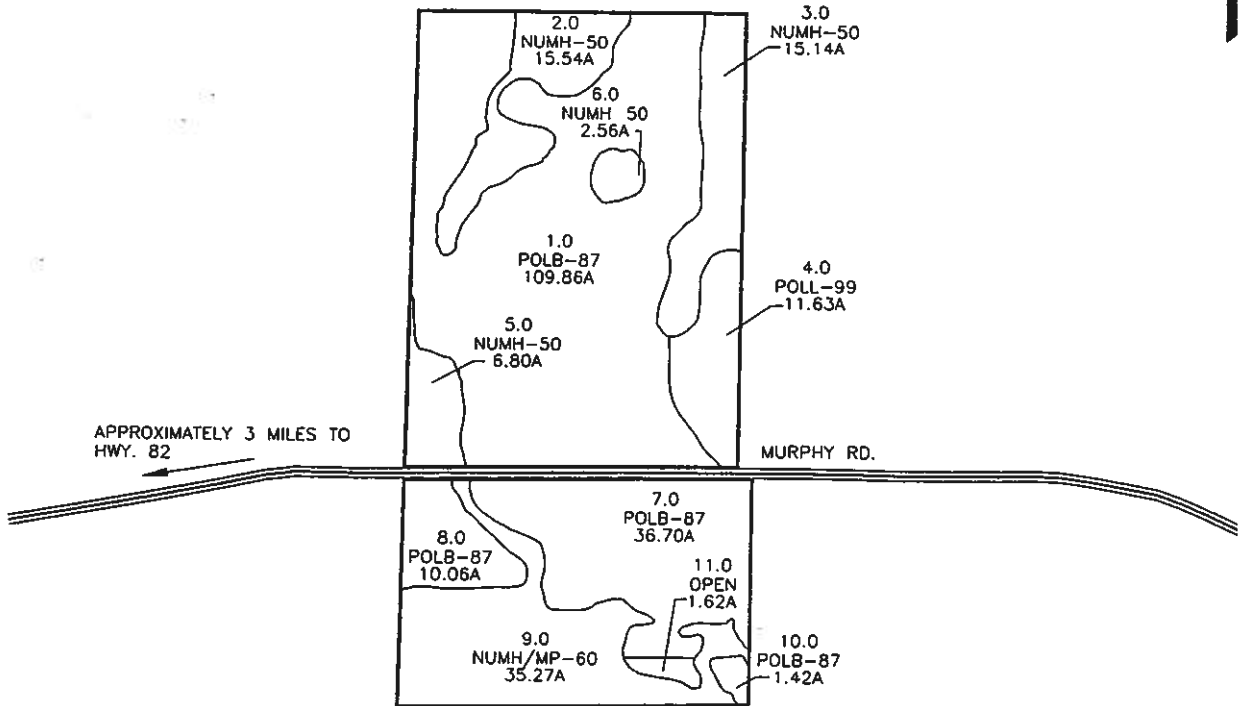 2.0
NUMH-50
15.54A
3.0
NUMH-50
15.14A
6.0
NUMH 50
2.56A
1.0
POLB-87
109.86A
4.0
POLL-99
11.63A
5.0
NUMH-50
6.80A
APPROXIMATELY 3 MILES TO
HWY. 82
MURPHY RD.
7.0
POLB-87
36.70A
8.0
POLB-87
10.06A
11.0
OPEN
1.62A
9.0
NUMH/MP-60
35.27A
10.0
POLB-87
1.42A